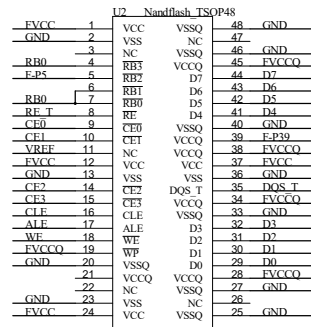 U2 Nandflash_TSOP48
FVCC 1 VCC VSSQ 48 GND
GND 2 VSS NC 47
3 NC VSSQ 46 GND
RB0 4 RB3 VCCQ 45 FVCCQ
F-P5 5 RB2 D7 44 D7
6 RB1 D6 43 D6
RB0 7 RB0 D5 42 D5
RE_T 8 RE D4 41 D4
CE0 9 CE0 VSSQ 40 GND
CE1 10 CE1 VCCQ 39 F-P39
VREF 11 NC VCCQ 38 FVCCQ
FVCC 12 VCC VCC 37 FVCC
GND 13 VSS VSS 36 GND
CE2 14 CE2 DQS_T 35 DQS_T
CE3 15 CE3 VCCQ 34 FVCCQ
CLE 16 CLE VSSQ 33 GND
ALE 17 ALE D3 32 D3
WE 18 WE D2 31 D2
FVCCQ 19 WP D1 30 D1
GND 20 VSSQ D0 29 D0
21 VCCQ VCCQ 28 FVCCQ
22 NC VSSQ 27 GND
GND 23 VSS NC 26
FVCC 24 VCC VSSQ 25 GND